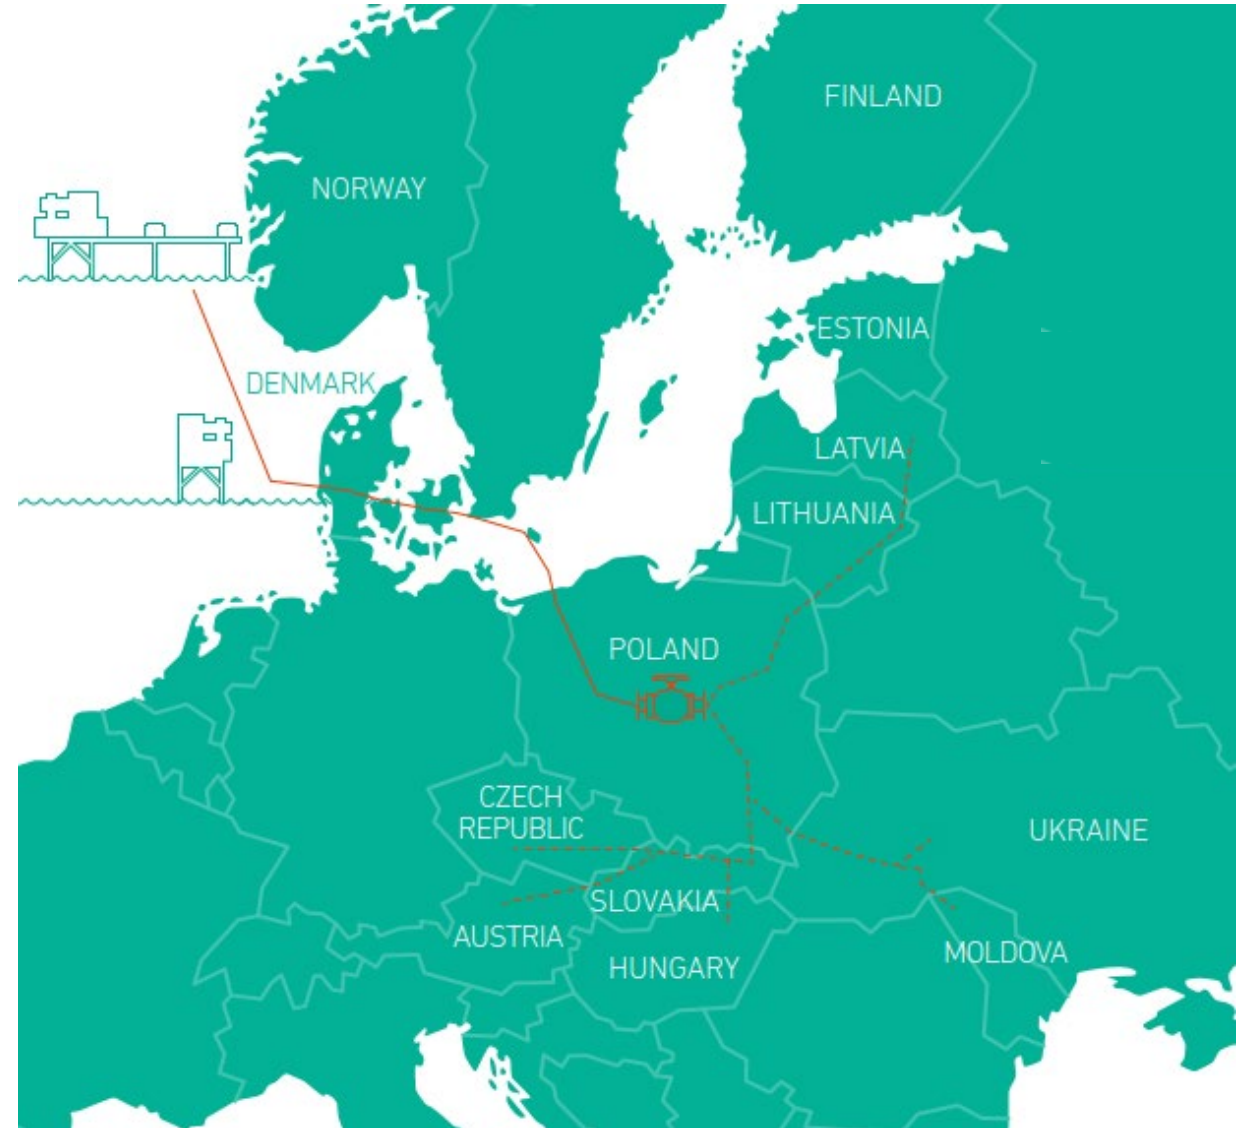 FINLAND
NORWAY
ESTONIA
DENMARK
LATVIA
LITHUANIA
POLAND
CZECH
REPUBLIC
UKRAINE
SLOVAKIA
AUSTRIA
MOLDOVA
HUNGARY